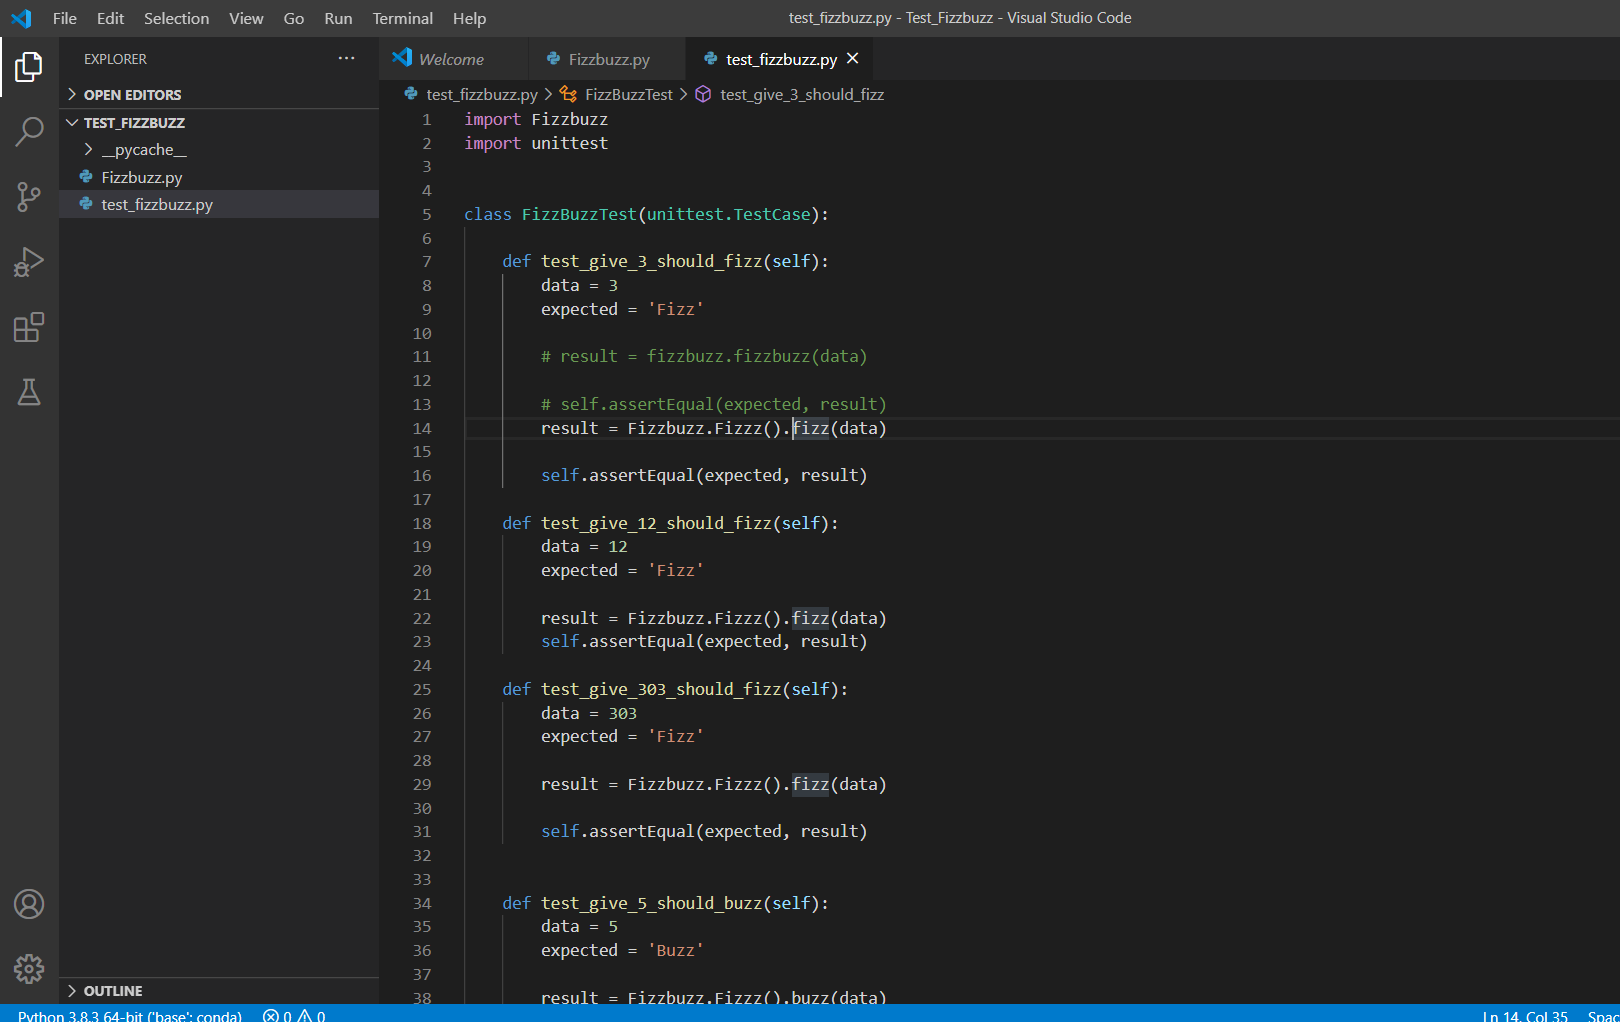 File Edit Selection View Go Run Terminal Help
test_fizzbuzz.py - Test_Fizzbuzz - Visual Studio Code
EXPLORER
OPEN EDITORS
TEST_FIZZBUZZ
__pycache__
Fizzbuzz.py
test_fizzbuzz.py
OUTLINE
Welcome Fizzbuzz.py test_fizzbuzz.py
test_fizzbuzz.py > FizzBuzzTest > test_give_3_should_fizz
1 import Fizzbuzz
2 import unittest
3
4
5 class FizzBuzzTest(unittest.TestCase):
6
7 def test_give_3_should_fizz(self):
8 data = 3
9 expected = 'Fizz'
10
11 # result = fizzbuzz.fizzbuzz(data)
12
13 # self.assertEqual(expected, result)
14 result = Fizzbuzz.Fizzz().fizz(data)
15
16 self.assertEqual(expected, result)
17
18 def test_give_12_should_fizz(self):
19 data = 12
20 expected = 'Fizz'
21
22 result = Fizzbuzz.Fizzz().fizz(data)
23 self.assertEqual(expected, result)
24
25 def test_give_303_should_fizz(self):
26 data = 303
27 expected = 'Fizz'
28
29 result = Fizzbuzz.Fizzz().fizz(data)
30
31 self.assertEqual(expected, result)
32
33
34 def test_give_5_should_buzz(self):
35 data = 5
36 expected = 'Buzz'
37
38 result = Fizzbuzz.Fizzz().buzz(data)
Python 3.8.3 64-bit ('base': conda) 0 0 Ln 14, Col 35 Spac